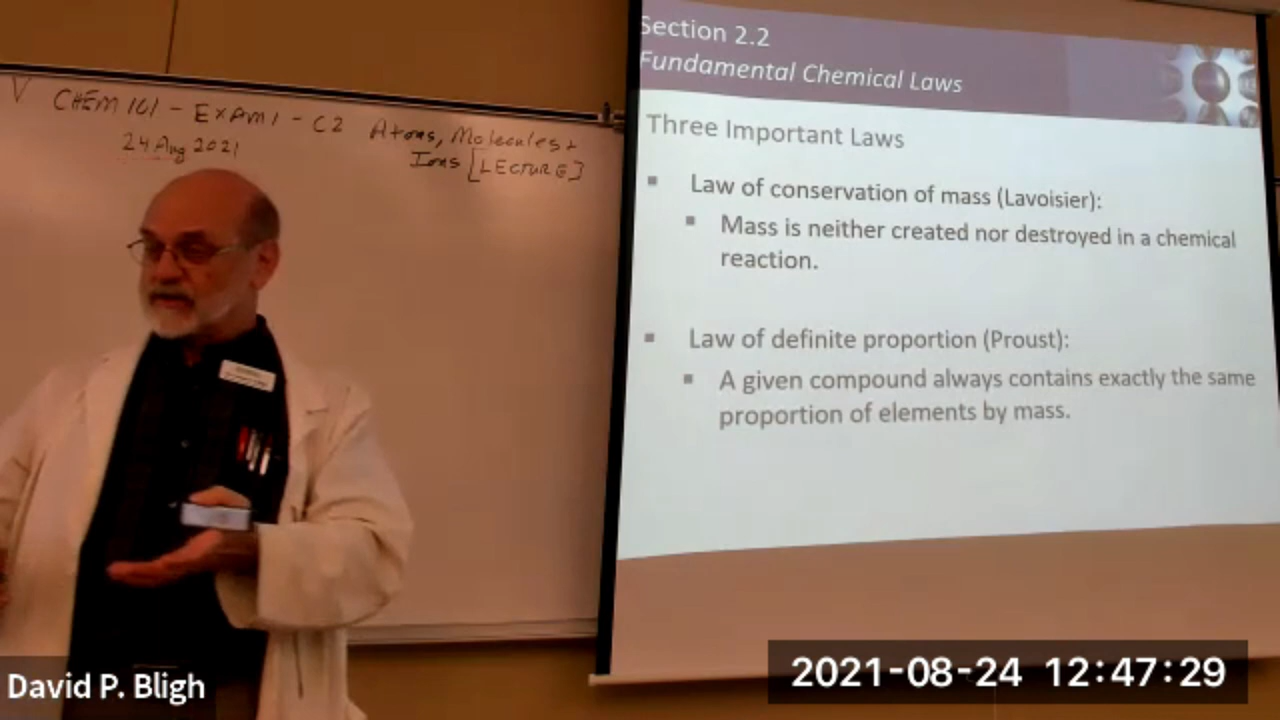 V CHEM 101 - EXAM 1 - C2 Atoms, Molecules +
24 Aug 2021 Ions [LECTURE]
Section 2.2
Fundamental Chemical Laws
Three Important Laws
▪ Law of conservation of mass (Lavoisier):
▪ Mass is neither created nor destroyed in a chemical
reaction.
▪ Law of definite proportion (Proust):
▪ A given compound always contains exactly the same
proportion of elements by mass.
David P. Bligh
2021-08-24 12:47:29